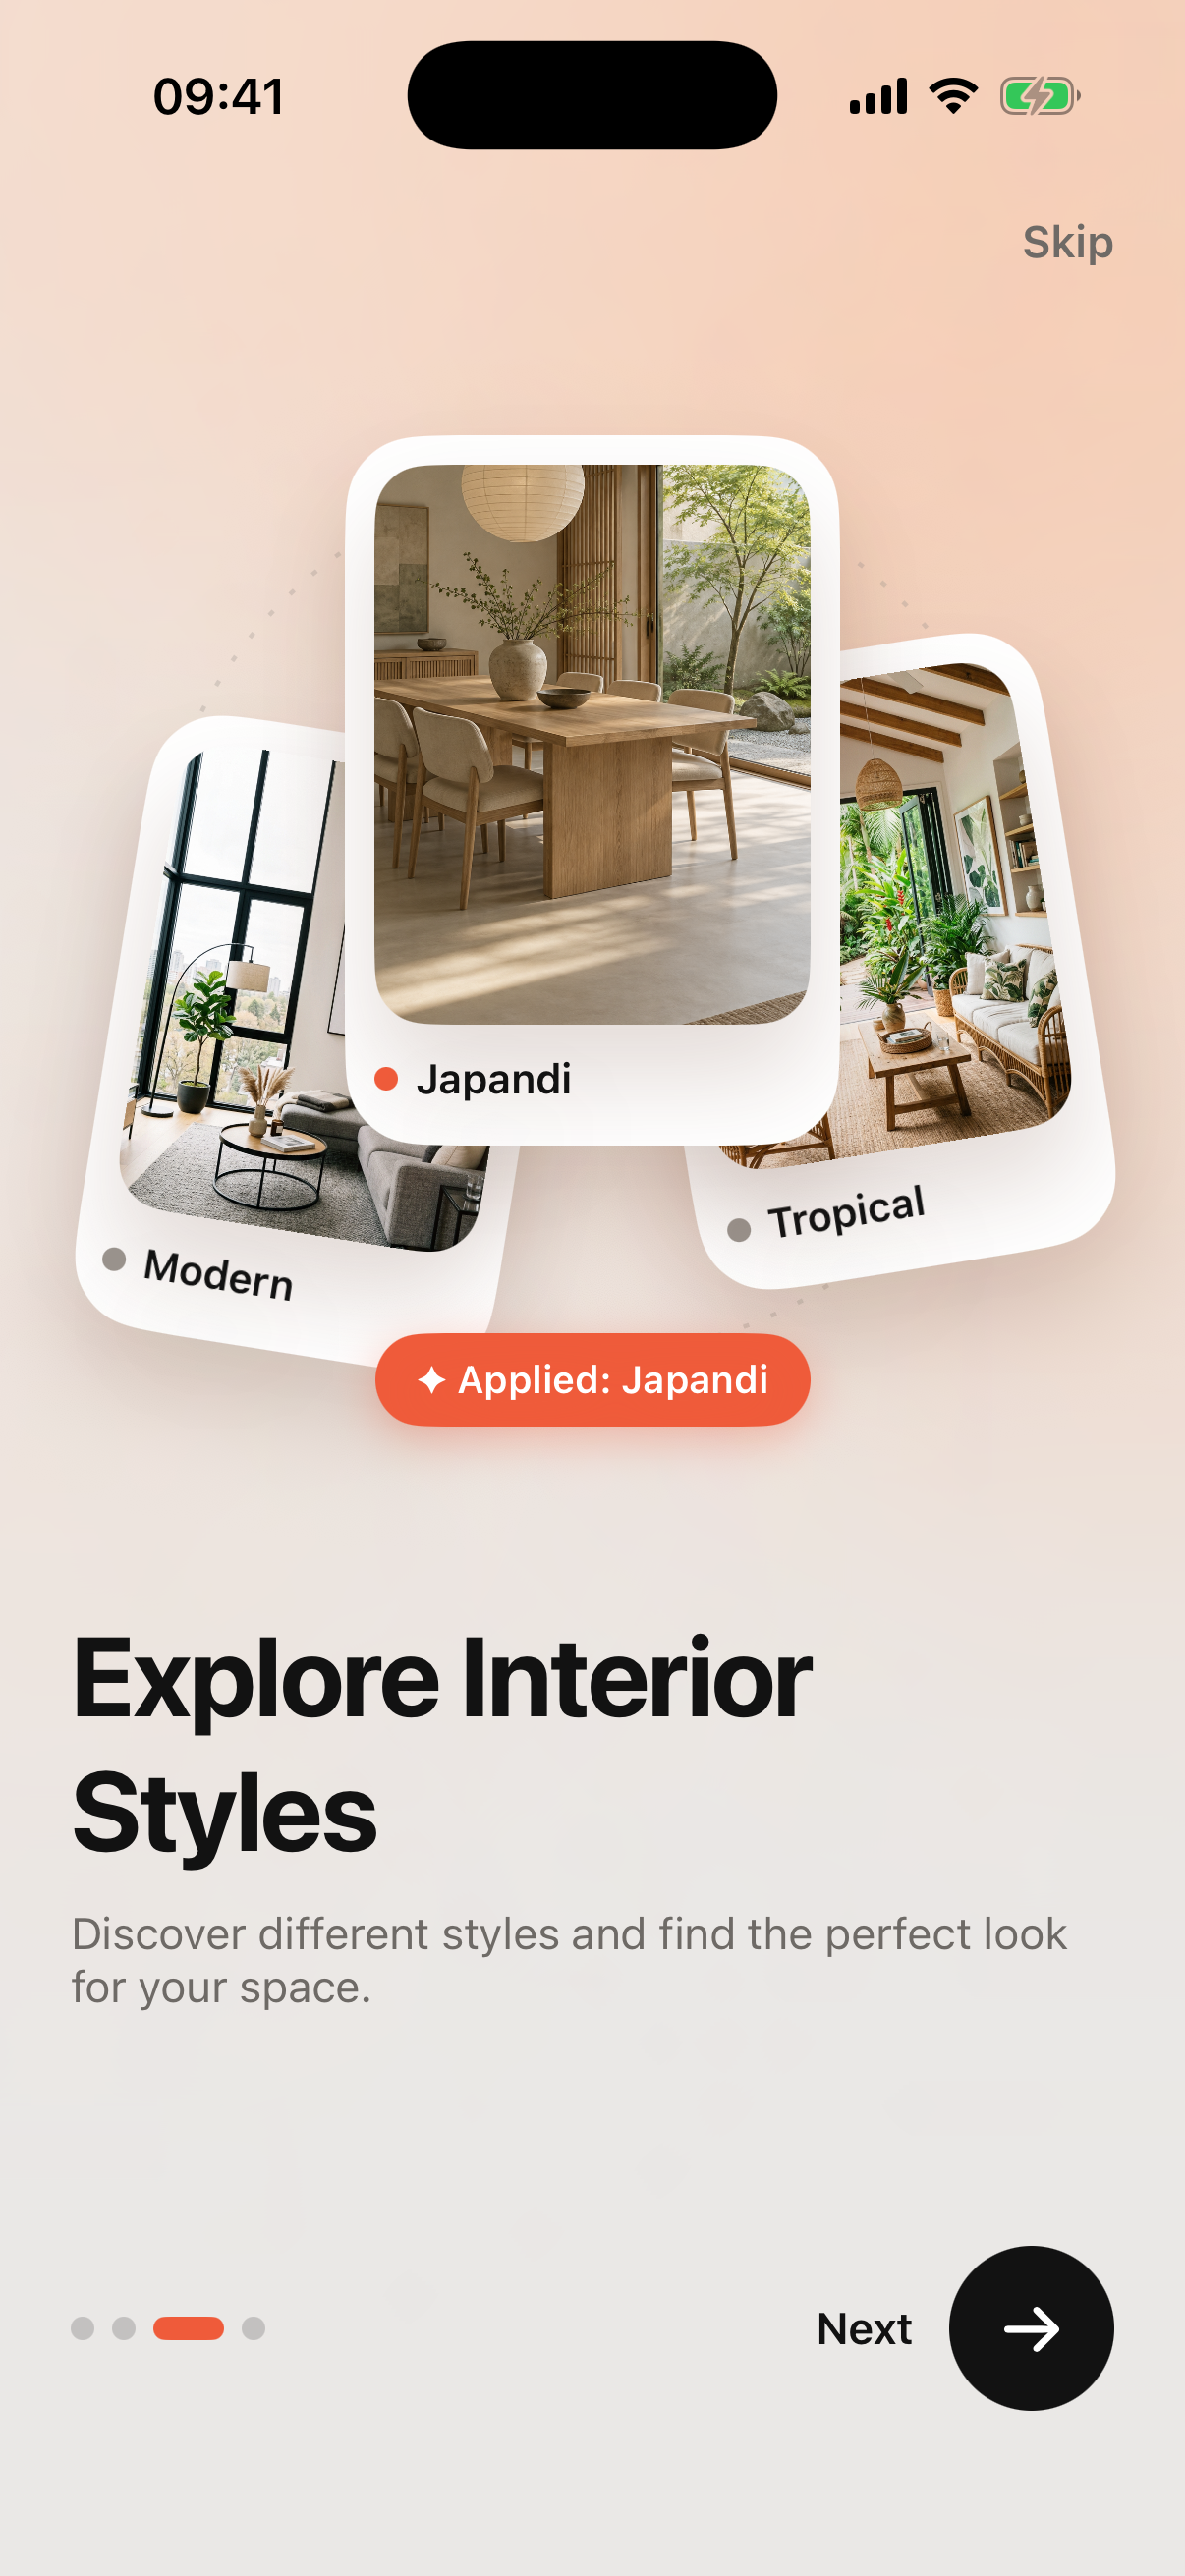 09:41
Skip
Japandi
Tropical
Modern
Applied: Japandi
Explore Interior
Styles
Discover different styles and find the perfect look
for your space.
Next